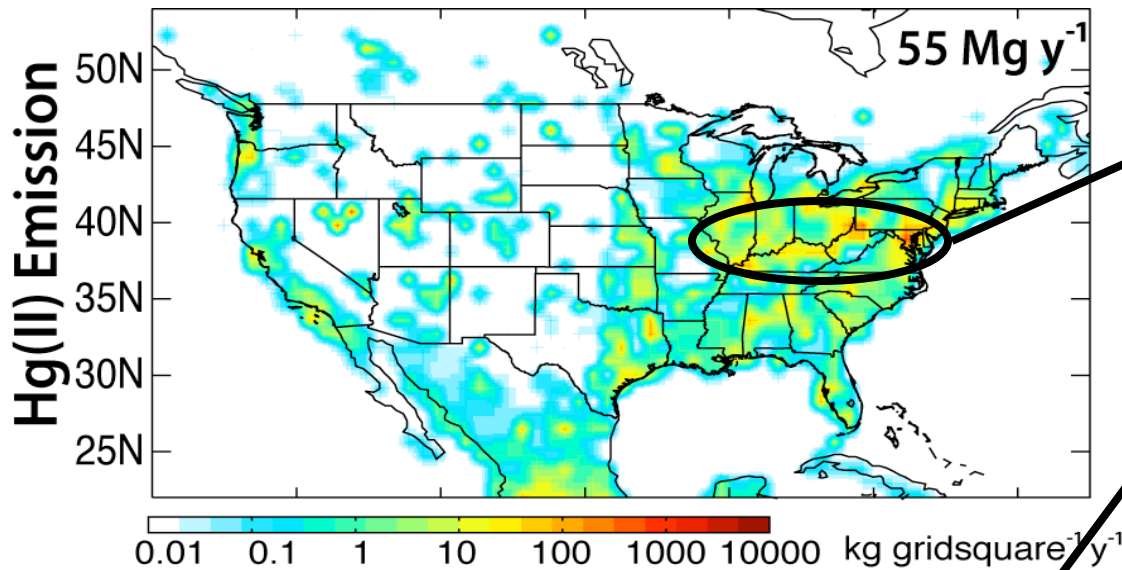 Hg(II) Emission
55 Mg y⁻¹
50N
45N
40N
35N
30N
25N
0.01 0.1 1 10 100 1000 10000 kg gridsquare⁻¹ y⁻¹